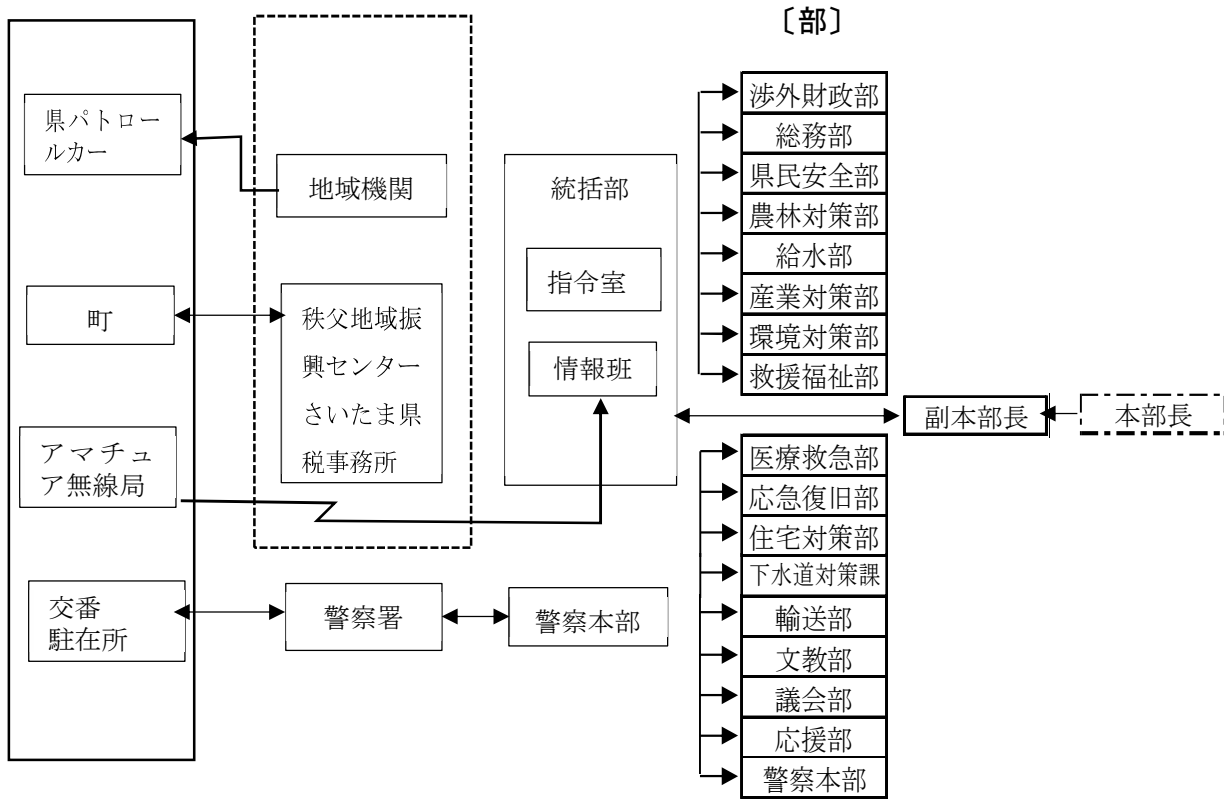 〔部〕
県パトロー
ルカー
町
アマチュ
ア無線局
交番
駐在所
地域機関
秩父地域振
興センター
さいたま県
税事務所
警察署
統括部
指令室
情報班
警察本部
渉外財政部
総務部
県民安全部
農林対策部
給水部
産業対策部
環境対策部
救援福祉部
医療救急部
応急復旧部
住宅対策部
下水道対策課
輸送部
文教部
議会部
応援部
警察本部
副本部長
本部長